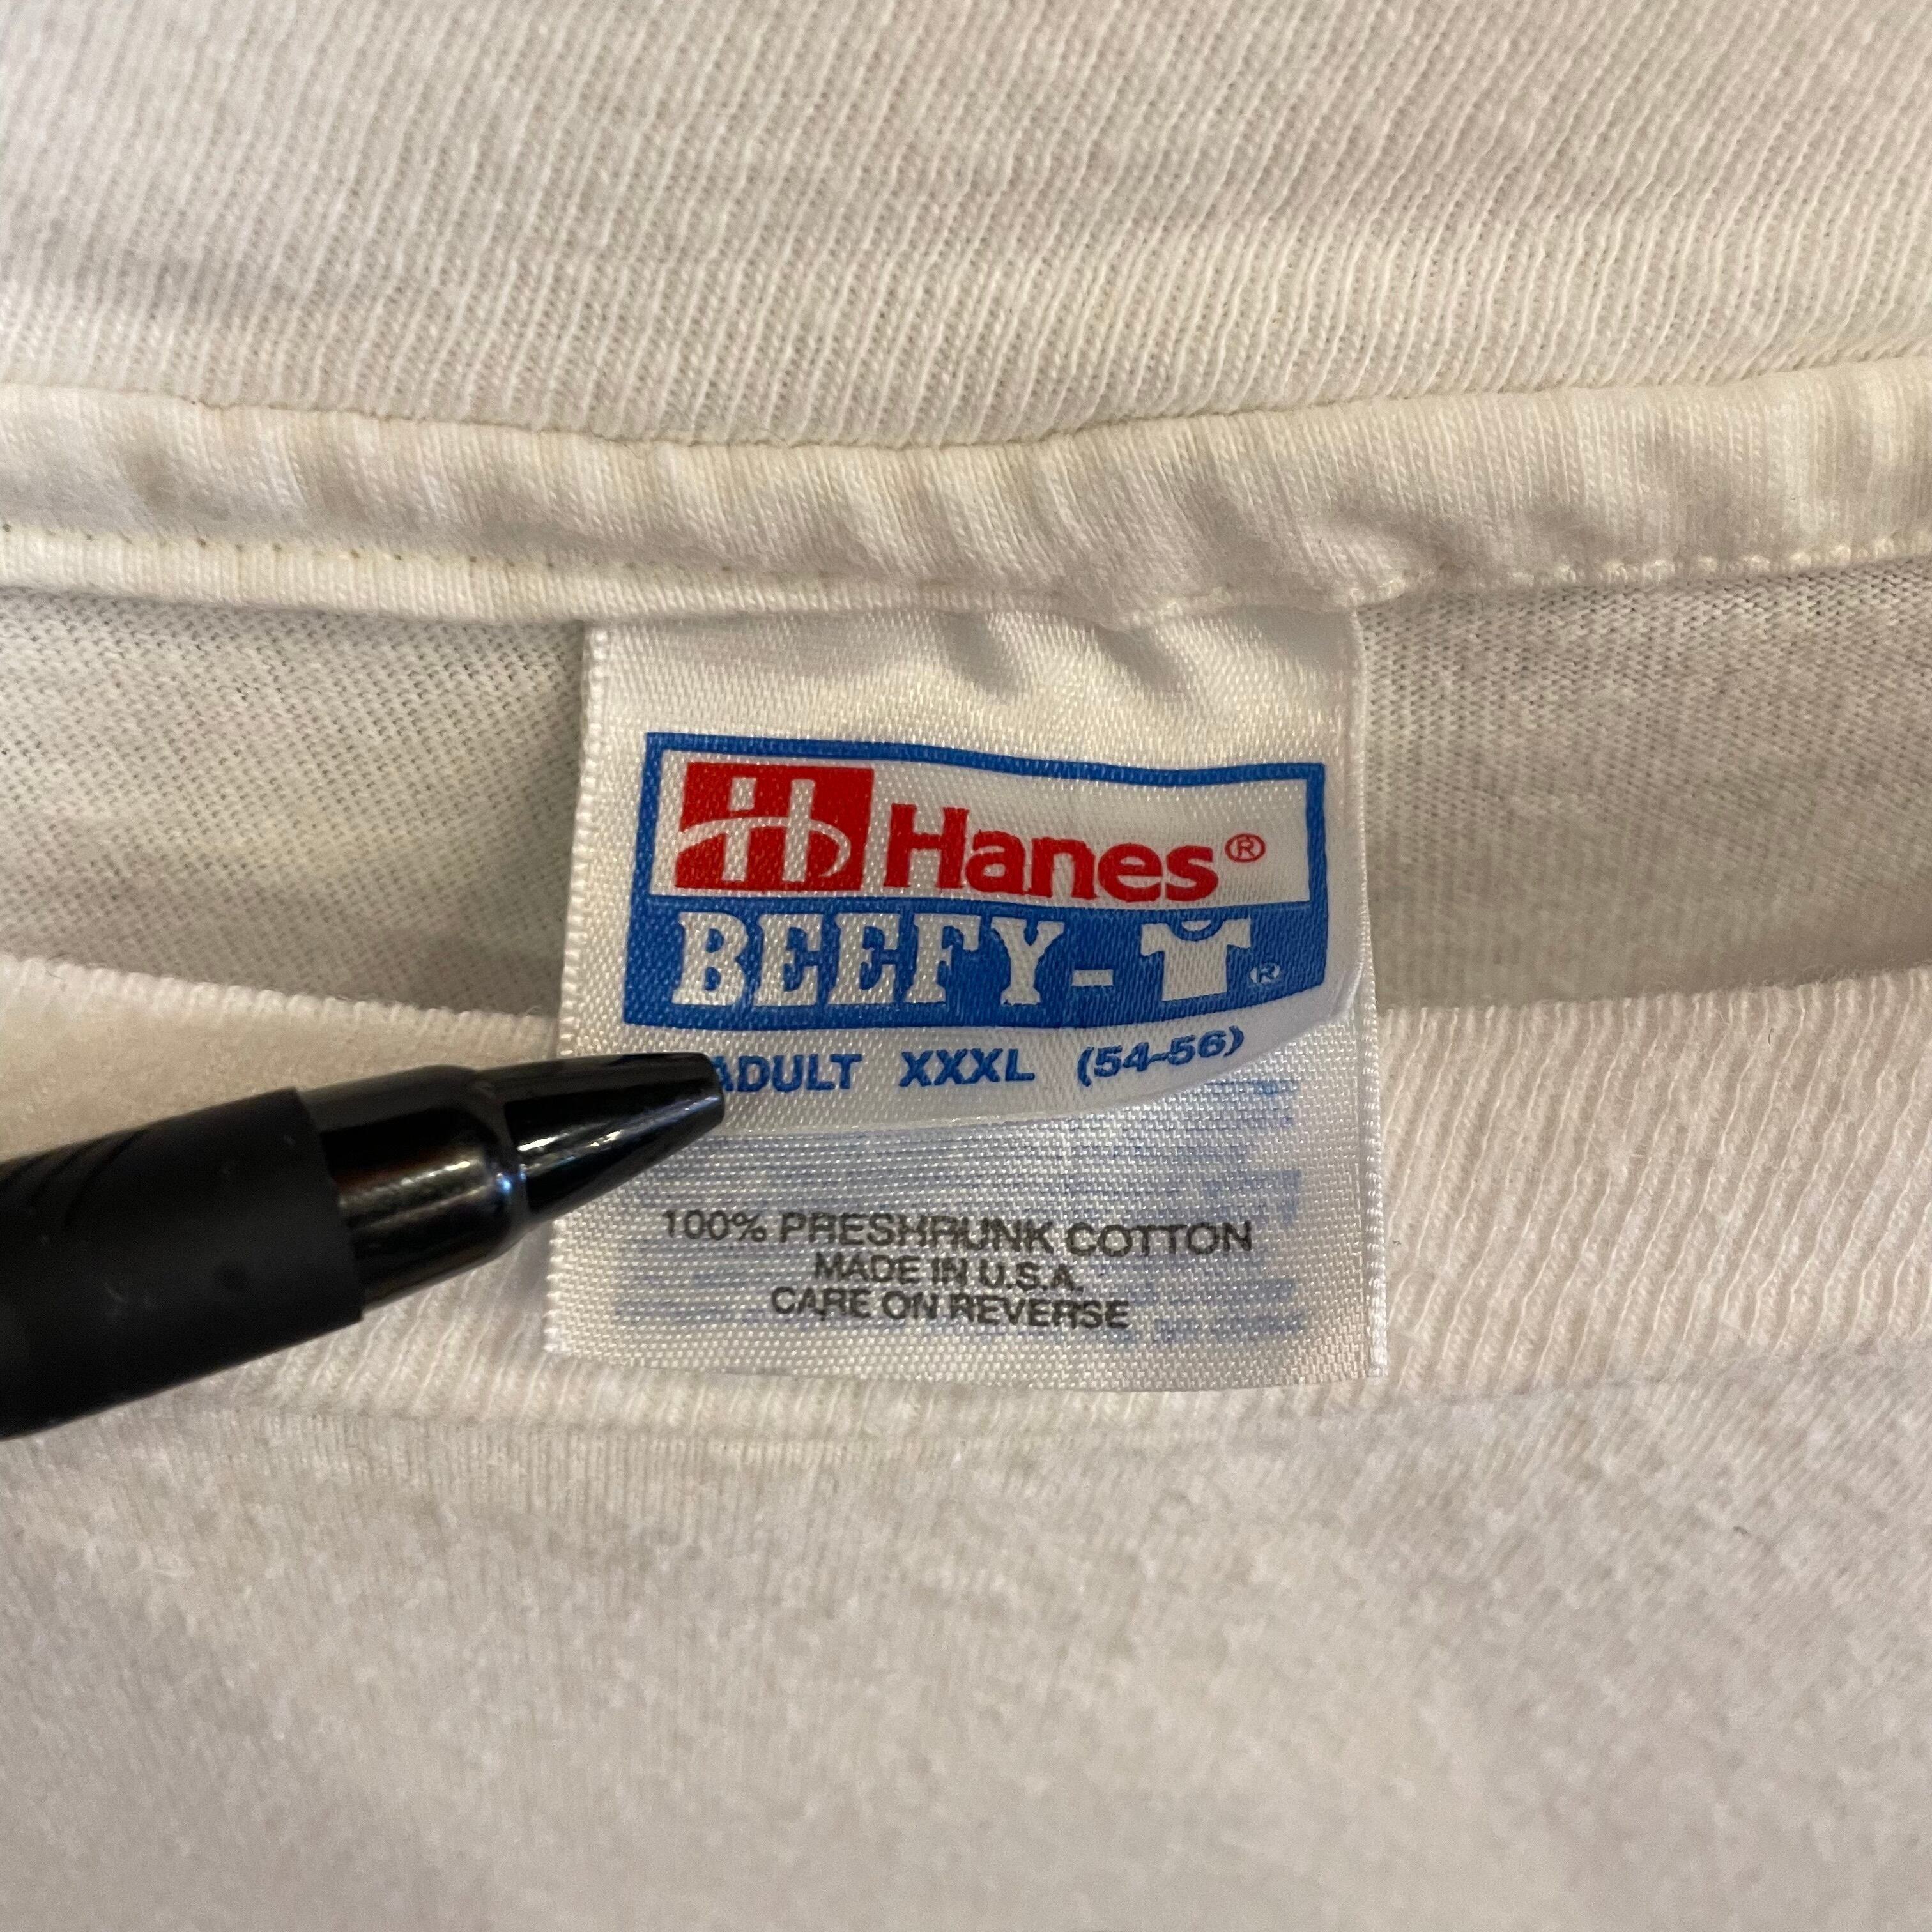 Hanes®
BEEFY-T®
ADULT XXXL (54-56)
100% PRESHRUNK COTTON
MADE IN U.S.A.
CARE ON REVERSE